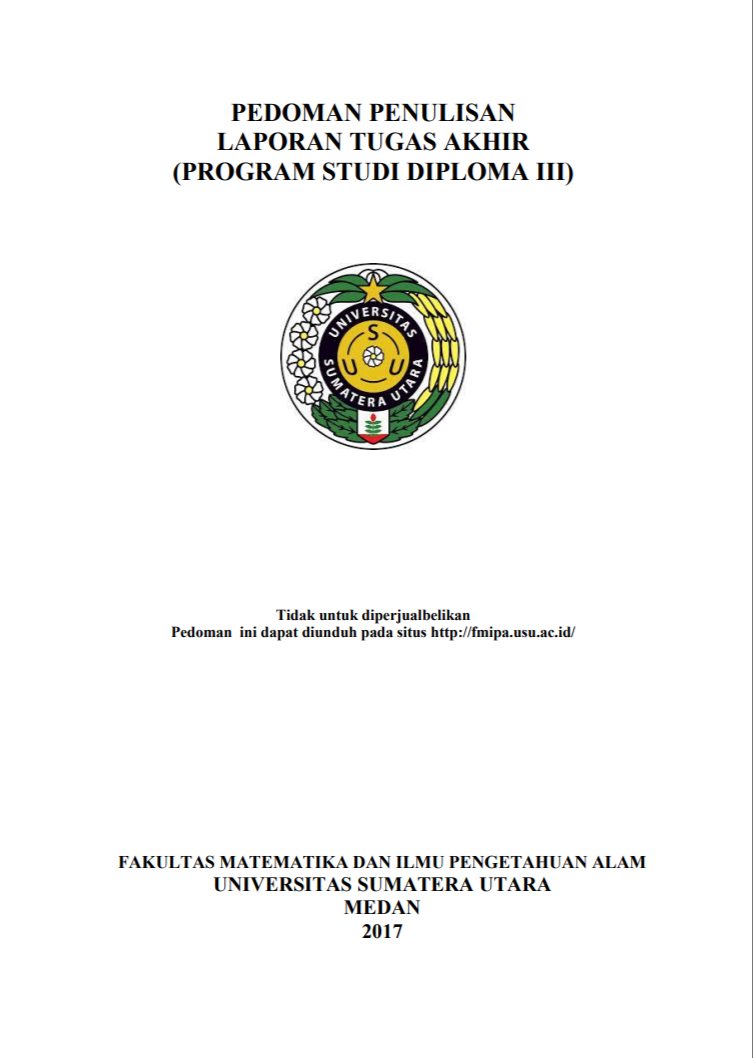 PEDOMAN PENULISAN
LAPORAN TUGAS AKHIR
(PROGRAM STUDI DIPLOMA III)
UNIVERSITAS
SUMATERA UTARA
U S U
Tidak untuk diperjualbelikan
Pedoman ini dapat diunduh pada situs http://fmipa.usu.ac.id/
FAKULTAS MATEMATIKA DAN ILMU PENGETAHUAN ALAM
UNIVERSITAS SUMATERA UTARA
MEDAN
2017